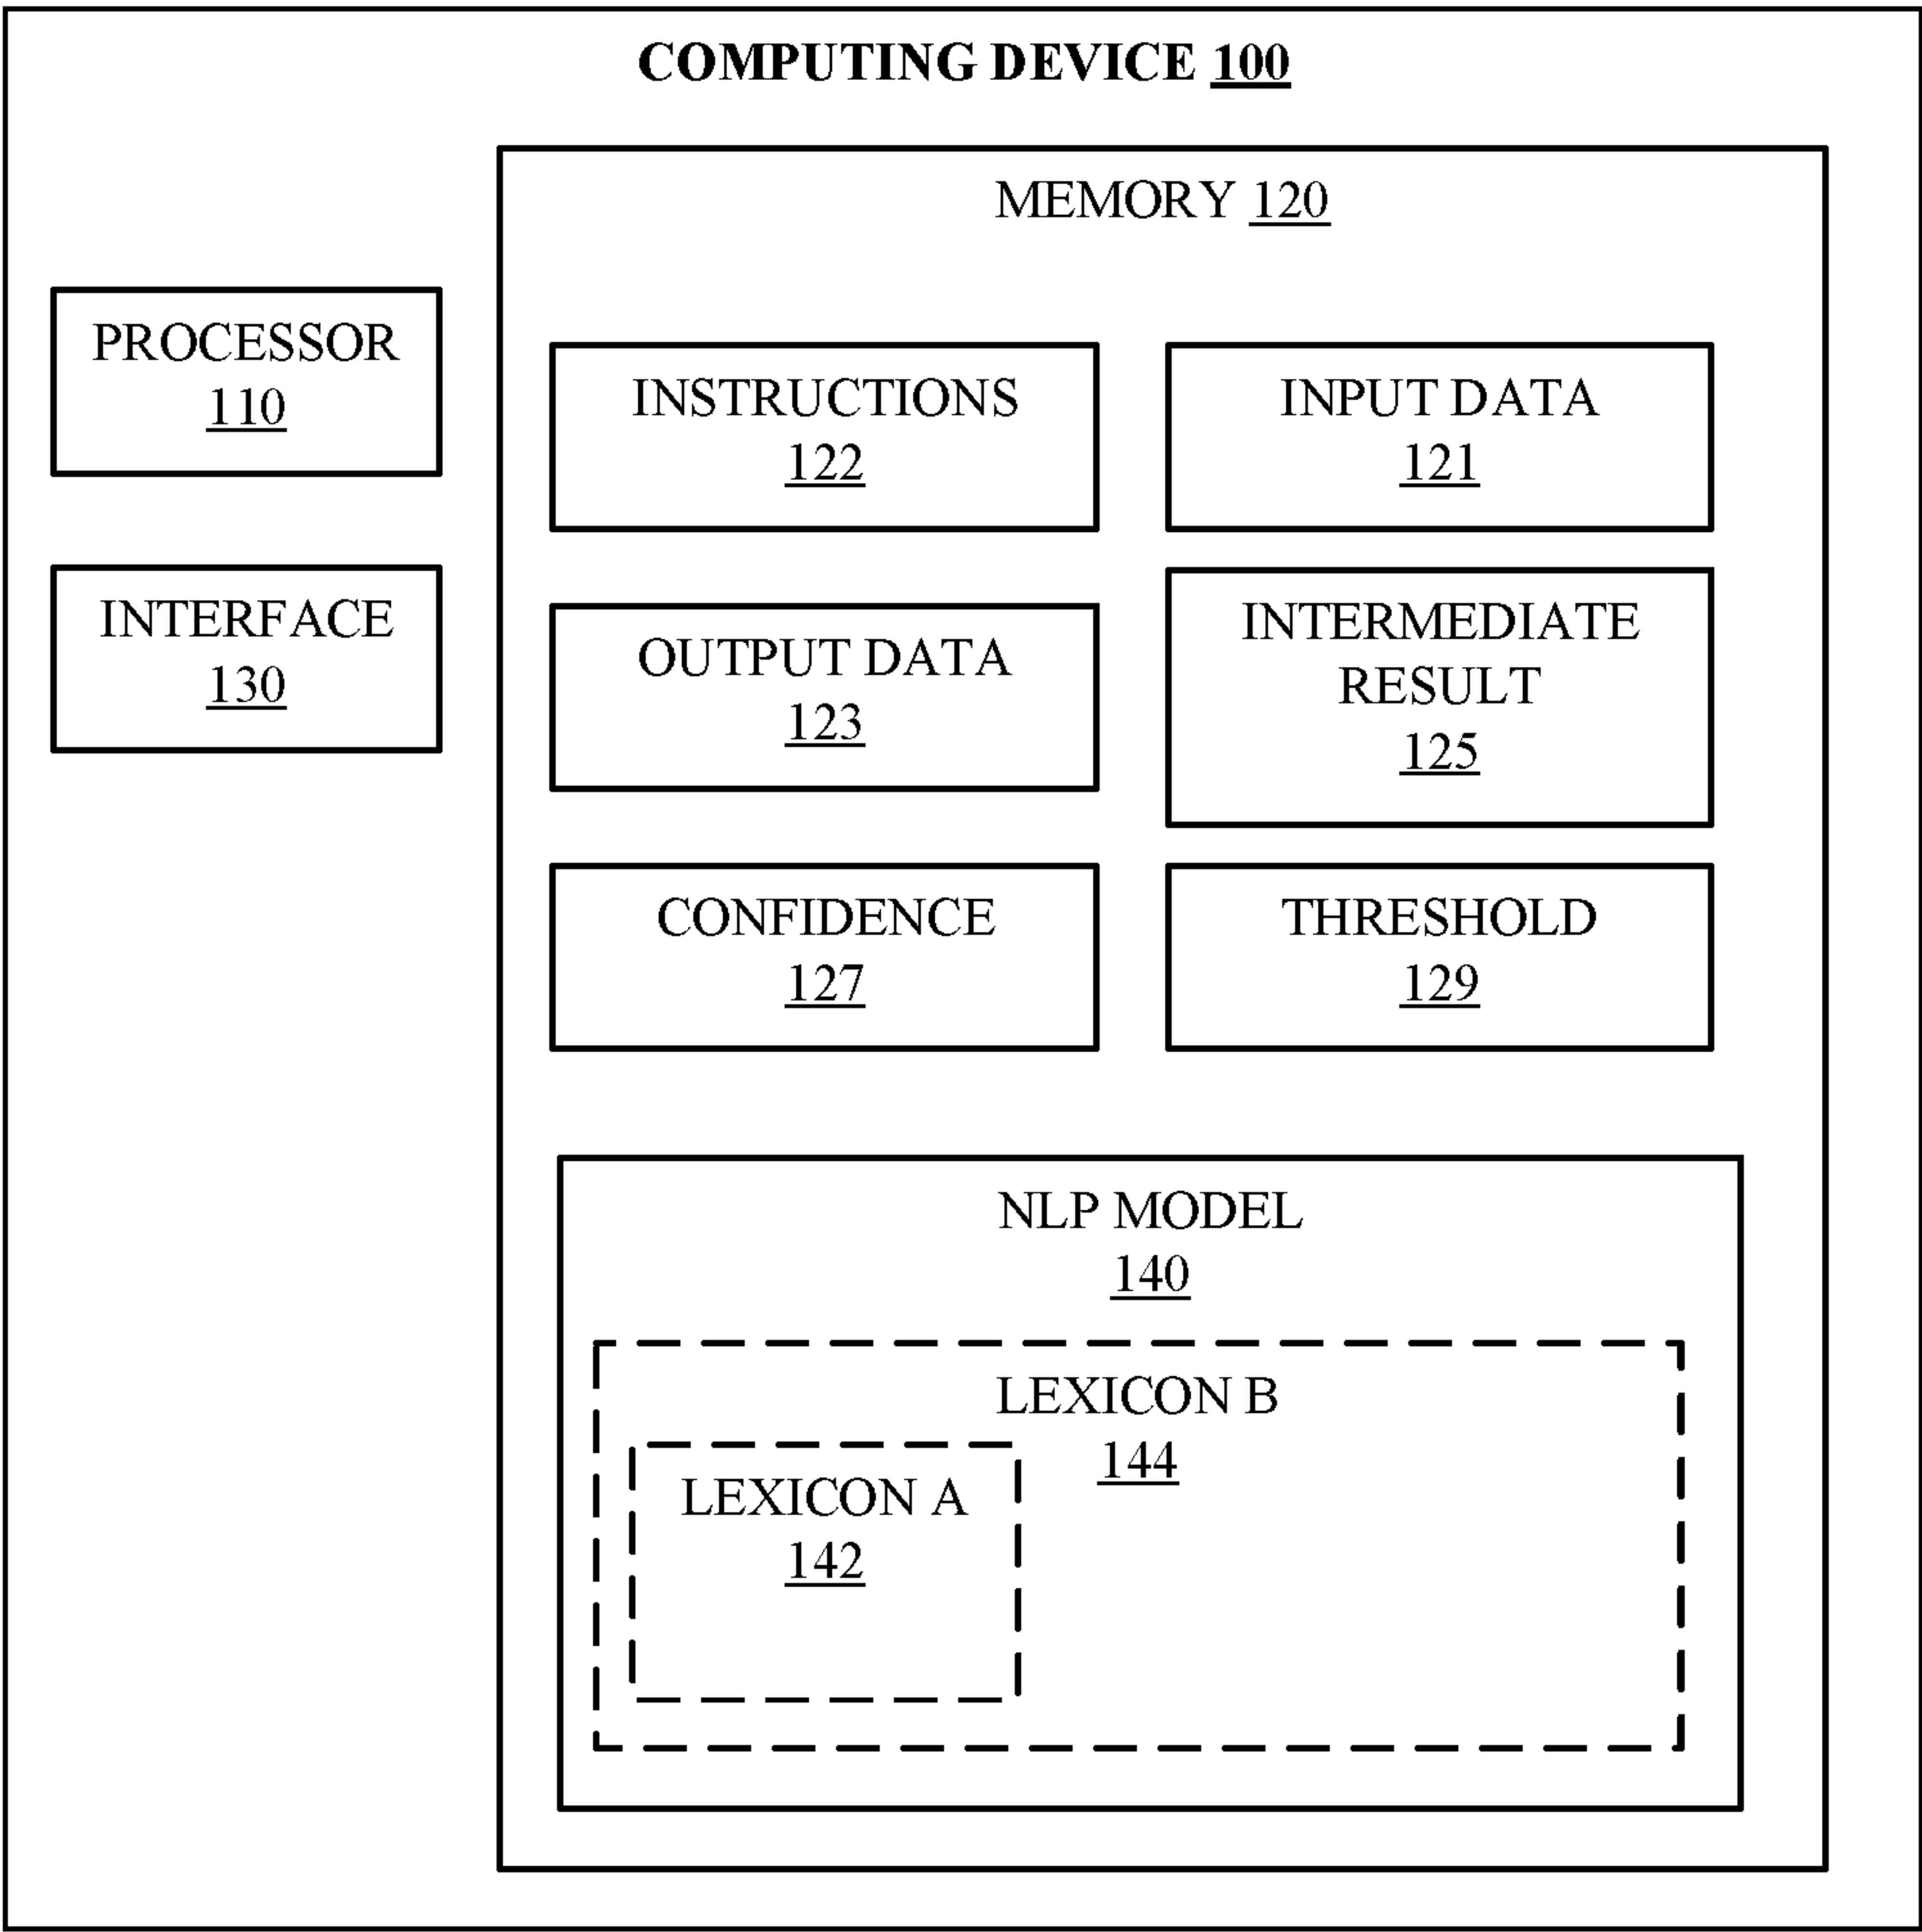 COMPUTING DEVICE 100
MEMORY 120
PROCESSOR
110
INTERFACE
130
INSTRUCTIONS
122
INPUT DATA
121
OUTPUT DATA
123
INTERMEDIATE
RESULT
125
CONFIDENCE
127
THRESHOLD
129
NLP MODEL
140
LEXICON B
144
LEXICON A
142